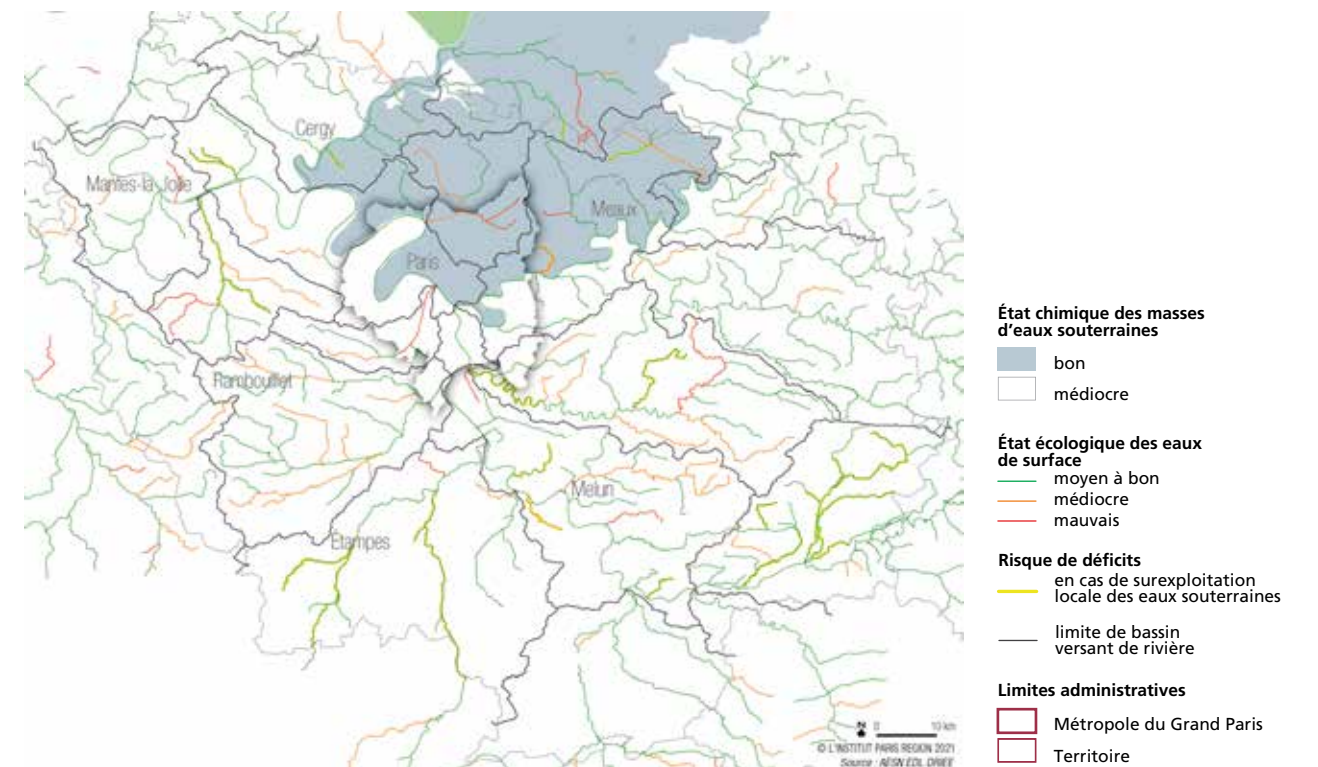 Cergy
Mantes-la-Jolie
Meaux
Paris
Rambouillet
Melun
Étampes
N 0 10 km
© L'INSTITUT PARIS REGION 2021
Source : AESN EDL, DRIEE
État chimique des masses
d'eaux souterraines
bon
médiocre
État écologique des eaux
de surface
moyen à bon
médiocre
mauvais
Risque de déficits
en cas de surexploitation
locale des eaux souterraines
limite de bassin
versant de rivière
Limites administratives
Métropole du Grand Paris
Territoire